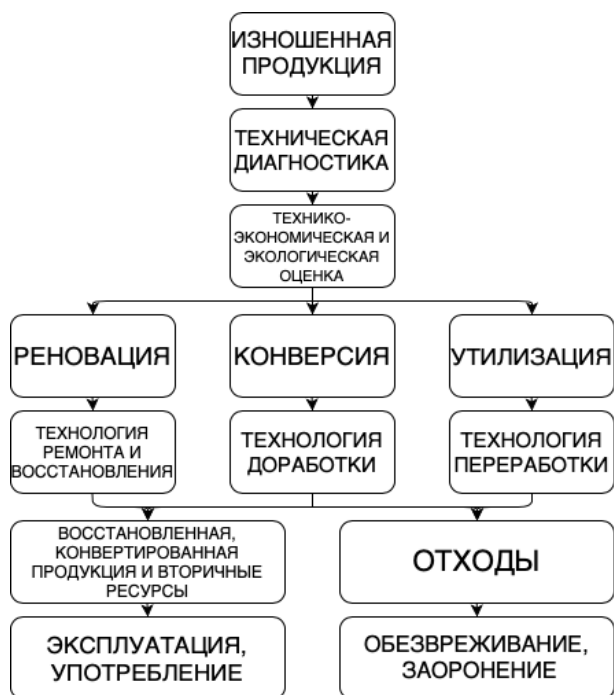 ИЗНОШЕННАЯ
ПРОДУКЦИЯ
ТЕХНИЧЕСКАЯ
ДИАГНОСТИКА
ТЕХНИКО-
ЭКОНОМИЧЕСКАЯ И
ЭКОЛОГИЧЕСКАЯ
ОЦЕНКА
РЕНОВАЦИЯ
КОНВЕРСИЯ
УТИЛИЗАЦИЯ
ТЕХНОЛОГИЯ
РЕМОНТА И
ВОССТАНОВЛЕНИЯ
ТЕХНОЛОГИЯ
ДОРАБОТКИ
ТЕХНОЛОГИЯ
ПЕРЕРАБОТКИ
ВОССТАНОВЛЕННАЯ,
КОНВЕРТИРОВАННАЯ
ПРОДУКЦИЯ И ВТОРИЧНЫЕ
РЕСУРСЫ
ОТХОДЫ
ЭКСПЛУАТАЦИЯ,
УПОТРЕБЛЕНИЕ
ОБЕЗВРЕЖИВАНИЕ,
ЗАОРОНЕНИЕ